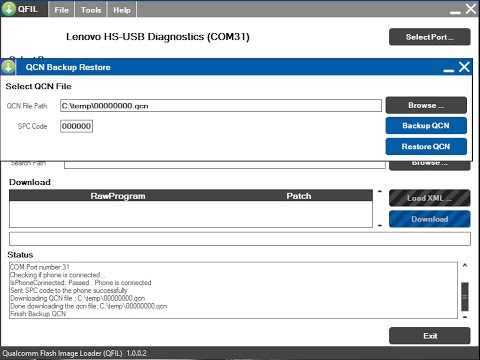 QFIL File Tools Help
Lenovo HS-USB Diagnostics (COM31)
Select Port ...
QCN Backup Restore
Select QCN File
QCN File Path C:\temp\00000000.qcn Browse ...
SPC Code 000000 Backup QCN
Restore QCN
Search Path Browse ...
Download
RawProgram Patch
Load XML ...
Download
Status
COM Port number:31
Checking if phone is connected...
IsPhoneConnected: Passed. Phone is connected
Sent SPC code to the phone successfully
Downloading QCN file : C:\temp\00000000.qcn
Done downloading the qcn file: C:\temp\00000000.qcn
Finish Backup QCN
Exit
Qualcomm Flash Image Loader (QFIL) 1.0.0.2